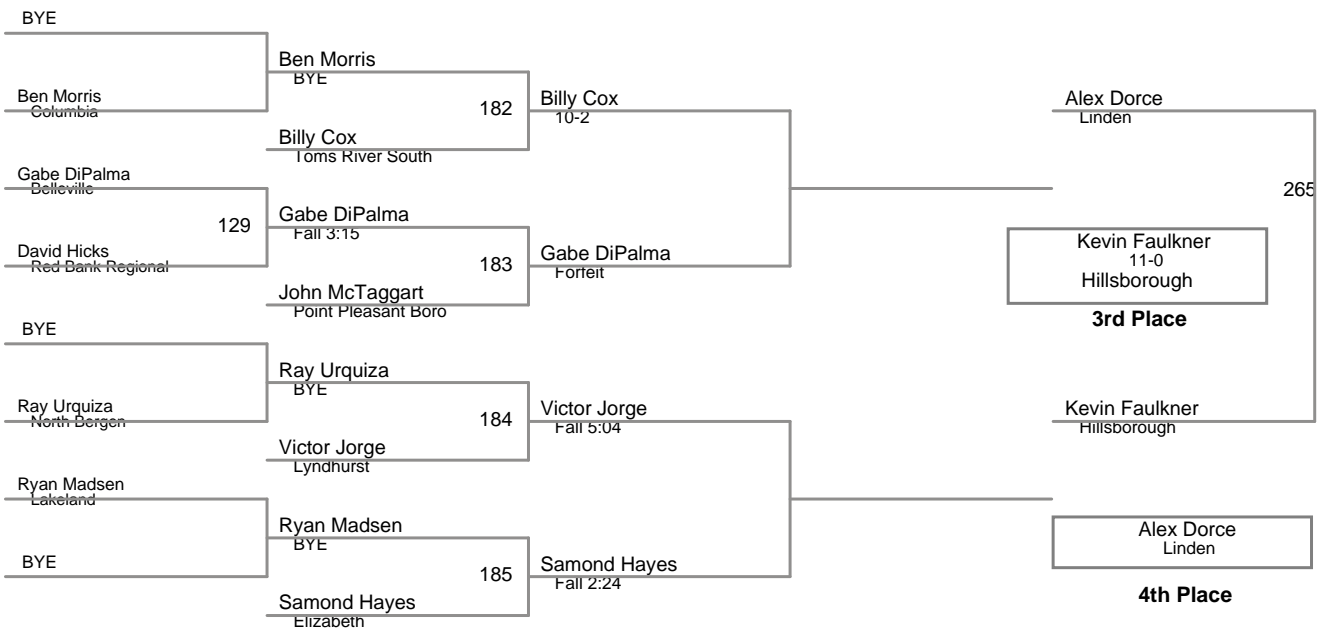 BYE
Ben Morris
BYE
Ben Morris
Columbia
182
Billy Cox
10-2
Alex Dorce
Linden
Billy Cox
Toms River South
Gabe DiPalma
Belleville
265
129
Gabe DiPalma
Fall 3:15
David Hicks
Red Bank Regional
183
Gabe DiPalma
Forfeit
Kevin Faulkner
11-0
Hillsborough
John McTaggart
Point Pleasant Boro
3rd Place
BYE
Ray Urquiza
BYE
Ray Urquiza
North Bergen
184
Victor Jorge
Fall 5:04
Kevin Faulkner
Hillsborough
Victor Jorge
Lyndhurst
Ryan Madsen
Lakeland
Ryan Madsen
BYE
Alex Dorce
Linden
BYE
185
Samond Hayes
Fall 2:24
4th Place
Samond Hayes
Elizabeth